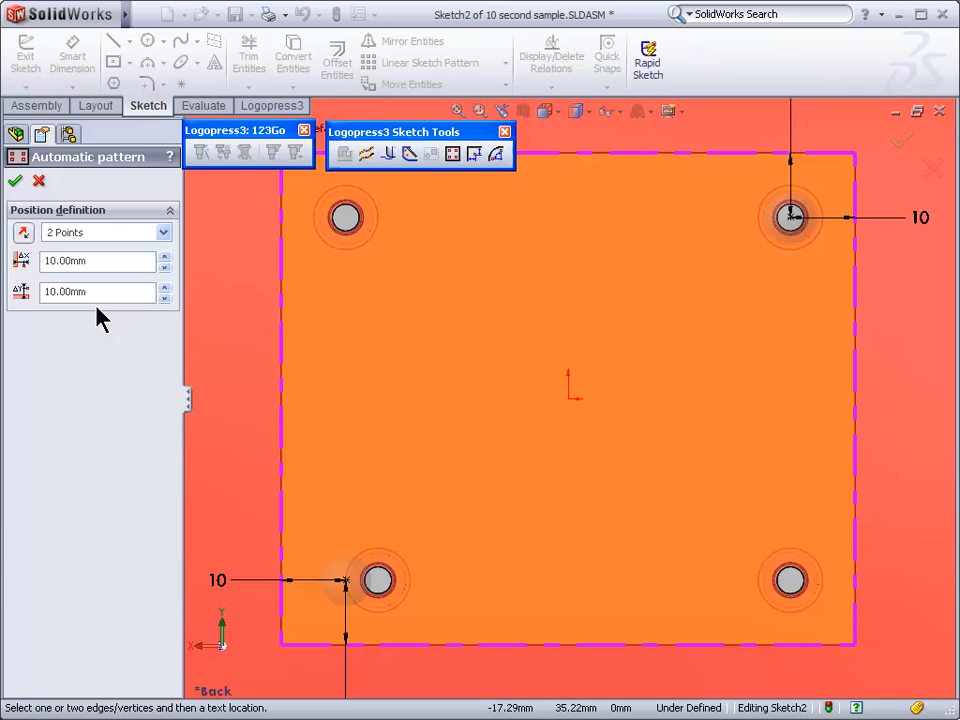 SolidWorks
Sketch2 of 10 second sample.SLDASM *
SolidWorks Search
Exit Sketch
Smart Dimension
Trim Entities
Convert Entities
Offset Entities
Mirror Entities
Linear Sketch Pattern
Move Entities
Display/Delete Relations
Quick Snaps
Rapid Sketch
Assembly
Layout
Sketch
Evaluate
Logopress3
Logopress3: 123Go
Logopress3 Sketch Tools
Automatic pattern
?
Position definition
2 Points
10.00mm
10.00mm
10
10
Y
X
*Back
Select one or two edges/vertices and then a text location.
-17.29mm
35.22mm
0mm
Under Defined
Editing Sketch2